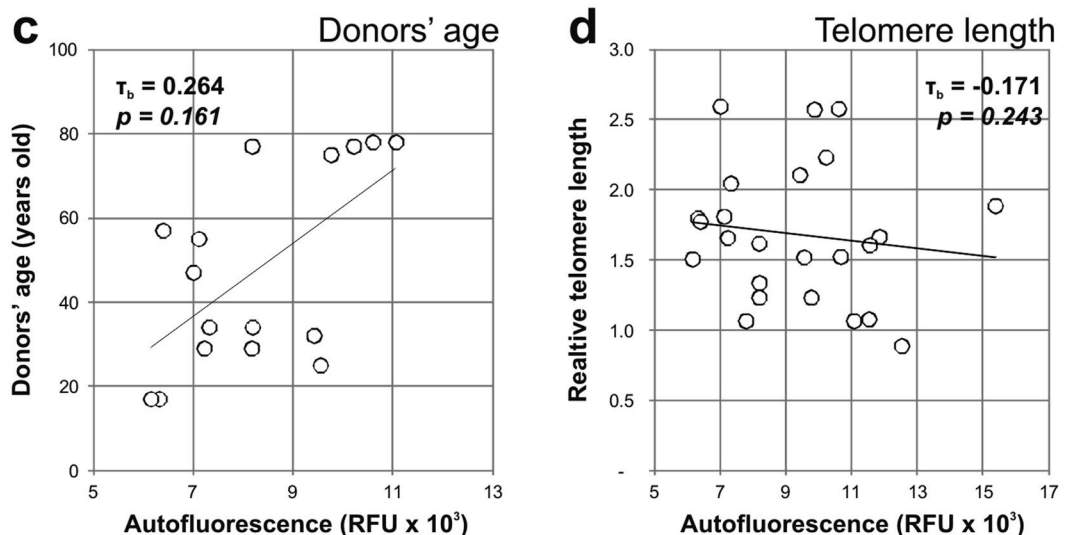 c
Donors' age
τb = 0.264
p = 0.161
Donors' age (years old)
100
80
60
40
20
0
5 7 9 11 13
Autofluorescence (RFU x 10³)
d
Telomere length
τb = -0.171
p = 0.243
Realtive telomere length
3.0
2.5
2.0
1.5
1.0
0.5
-
5 7 9 11 13 15 17
Autofluorescence (RFU x 10³)